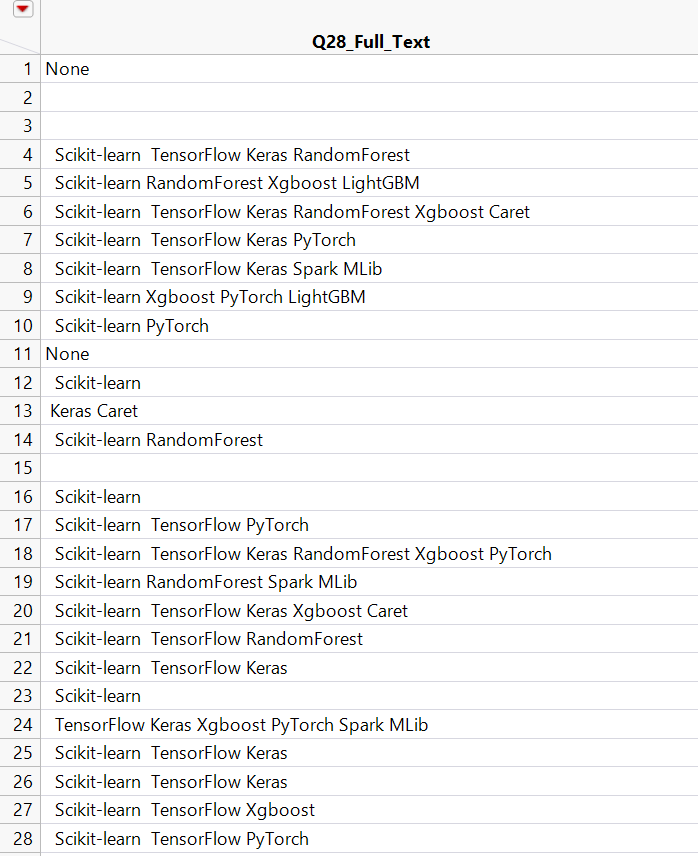 Q28_Full_Text
1 None
2
3
4 Scikit-learn TensorFlow Keras RandomForest
5 Scikit-learn RandomForest Xgboost LightGBM
6 Scikit-learn TensorFlow Keras RandomForest Xgboost Caret
7 Scikit-learn TensorFlow Keras PyTorch
8 Scikit-learn TensorFlow Keras Spark MLib
9 Scikit-learn Xgboost PyTorch LightGBM
10 Scikit-learn PyTorch
11 None
12 Scikit-learn
13 Keras Caret
14 Scikit-learn RandomForest
15
16 Scikit-learn
17 Scikit-learn TensorFlow PyTorch
18 Scikit-learn TensorFlow Keras RandomForest Xgboost PyTorch
19 Scikit-learn RandomForest Spark MLib
20 Scikit-learn TensorFlow Keras Xgboost Caret
21 Scikit-learn TensorFlow RandomForest
22 Scikit-learn TensorFlow Keras
23 Scikit-learn
24 TensorFlow Keras Xgboost PyTorch Spark MLib
25 Scikit-learn TensorFlow Keras
26 Scikit-learn TensorFlow Keras
27 Scikit-learn TensorFlow Xgboost
28 Scikit-learn TensorFlow PyTorch